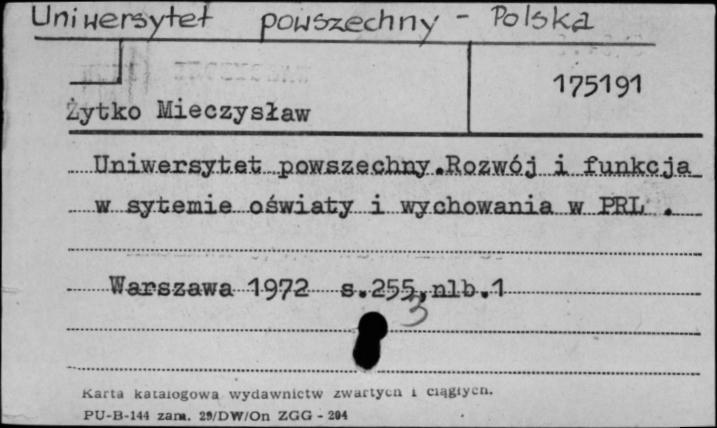 Uniwersytet powszechny - Polska
175191
Żytko Mieczysław
Uniwersytet powszechny.Rozwój i funkcja
w sytemie oświaty i wychowania w PRL .
Warszawa 1972 s.255,nlb.1
3
Karta katalogowa wydawnictw zwartych i ciągłych.
PU-B-144 zam. 29/DW/On ZGG - 294